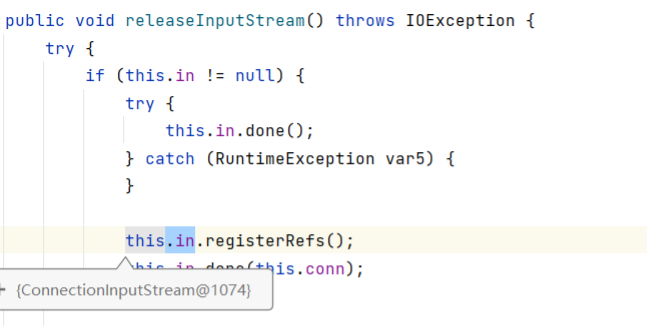 public void releaseInputStream() throws IOException {
try {
if (this.in != null) {
try {
this.in.done();
} catch (RuntimeException var5) {
}
this.in.registerRefs();
this.in.done(this.conn);
+ {ConnectionInputStream@1074}